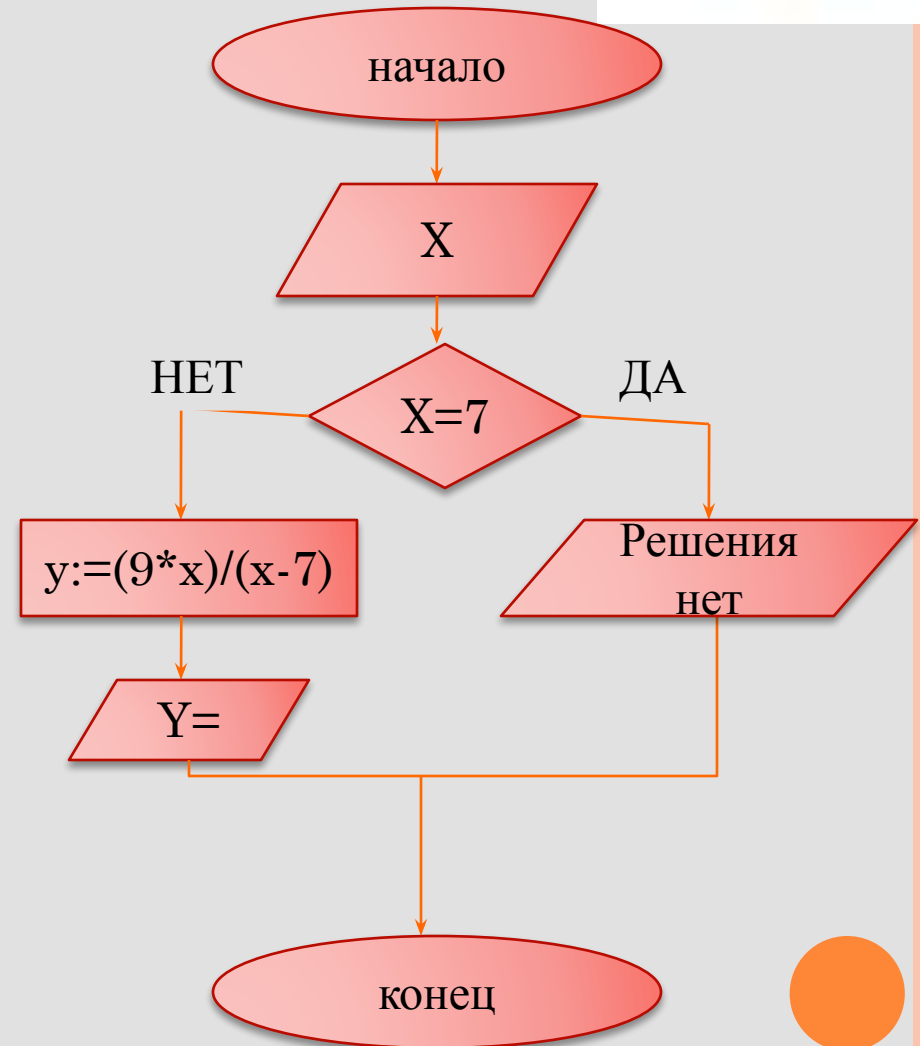 начало
X
НЕТ
ДА
X=7
y:=(9*x)/(x-7)
Решения
нет
Y=
конец